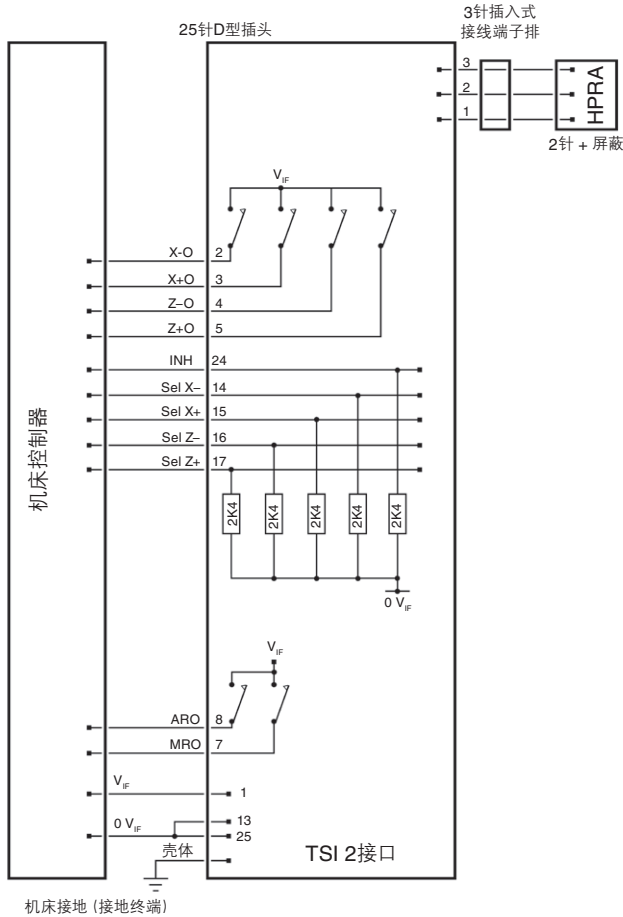 25针D型插头
3针插入式
接线端子排
3
2
1
HPRA
2针 + 屏蔽
V_IF
X-O 2
X+O 3
Z–O 4
Z+O 5
INH 24
Sel X– 14
Sel X+ 15
Sel Z– 16
Sel Z+ 17
机床控制器
2K4 2K4 2K4 2K4 2K4
0 V_IF
V_IF
ARO 8
MRO 7
V_IF 1
13
0 V_IF 25
壳体
TSI 2接口
机床接地 (接地终端)